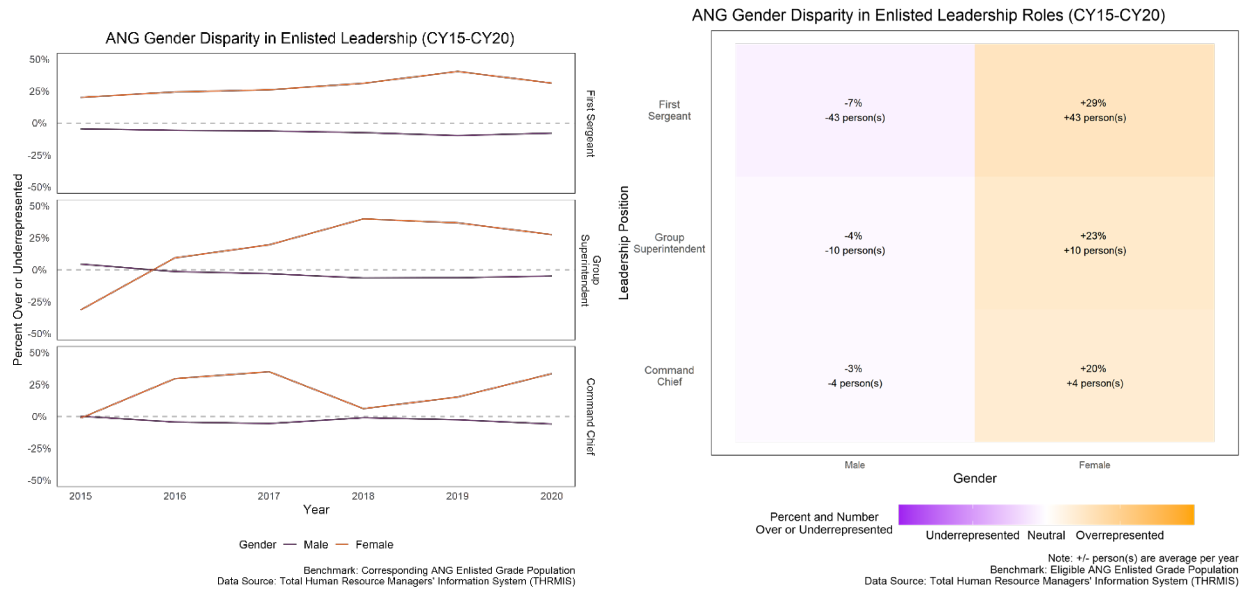 ANG Gender Disparity in Enlisted Leadership (CY15-CY20)
Percent Over or Underrepresented
50%
25%
0%
-25%
-50%
First Sergeant
50%
25%
0%
-25%
-50%
Group
Superintendent
50%
25%
0%
-25%
-50%
Command Chief
2015 2016 2017 2018 2019 2020
Year
Gender Male Female
Benchmark: Corresponding ANG Enlisted Grade Population
Data Source: Total Human Resource Managers' Information System (THRMIS)
ANG Gender Disparity in Enlisted Leadership Roles (CY15-CY20)
Leadership Position
First
Sergeant
-7%
-43 person(s)
+29%
+43 person(s)
Group
Superintendent
-4%
-10 person(s)
+23%
+10 person(s)
Command
Chief
-3%
-4 person(s)
+20%
+4 person(s)
Male Female
Gender
Percent and Number
Over or Underrepresented
Underrepresented Neutral Overrepresented
Note: +/- person(s) are average per year
Benchmark: Eligible ANG Enlisted Grade Population
Data Source: Total Human Resource Managers' Information System (THRMIS)